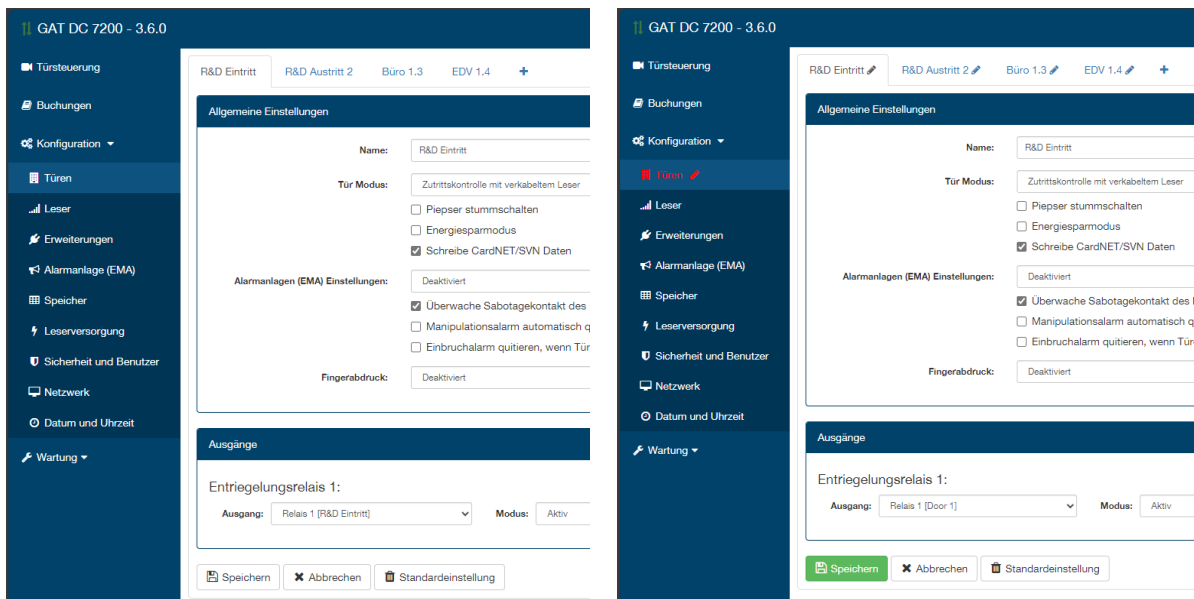 GAT DC 7200 - 3.6.0
Türsteuerung
Buchungen
Konfiguration
Türen
Leser
Erweiterungen
Alarmanlage (EMA)
Speicher
Leserversorgung
Sicherheit und Benutzer
Netzwerk
Datum und Uhrzeit
Wartung
R&D Eintritt R&D Austritt 2 Büro 1.3 EDV 1.4 +
Allgemeine Einstellungen
Name: R&D Eintritt
Tür Modus: Zutrittskontrolle mit verkabeltem Leser
Piepser stummschalten
Energiesparmodus
Schreibe CardNET/SVN Daten
Alarmanlagen (EMA) Einstellungen: Deaktiviert
Überwache Sabotagekontakt des
Manipulationsalarm automatisch q
Einbruchalarm quitieren, wenn Tür
Fingerabdruck: Deaktiviert
Ausgänge
Entriegelungsrelais 1:
Ausgang: Relais 1 [R&D Eintritt] Modus: Aktiv
Speichern Abbrechen Standardeinstellung
GAT DC 7200 - 3.6.0
Türsteuerung
Buchungen
Konfiguration
Türen
Leser
Erweiterungen
Alarmanlage (EMA)
Speicher
Leserversorgung
Sicherheit und Benutzer
Netzwerk
Datum und Uhrzeit
Wartung
R&D Eintritt R&D Austritt 2 Büro 1.3 EDV 1.4 +
Allgemeine Einstellungen
Name: R&D Eintritt
Tür Modus: Zutrittskontrolle mit verkabeltem Leser
Piepser stummschalten
Energiesparmodus
Schreibe CardNET/SVN Daten
Alarmanlagen (EMA) Einstellungen: Deaktiviert
Überwache Sabotagekontakt des
Manipulationsalarm automatisch q
Einbruchalarm quitieren, wenn Tür
Fingerabdruck: Deaktiviert
Ausgänge
Entriegelungsrelais 1:
Ausgang: Relais 1 [Door 1] Modus: Aktiv
Speichern Abbrechen Standardeinstellung